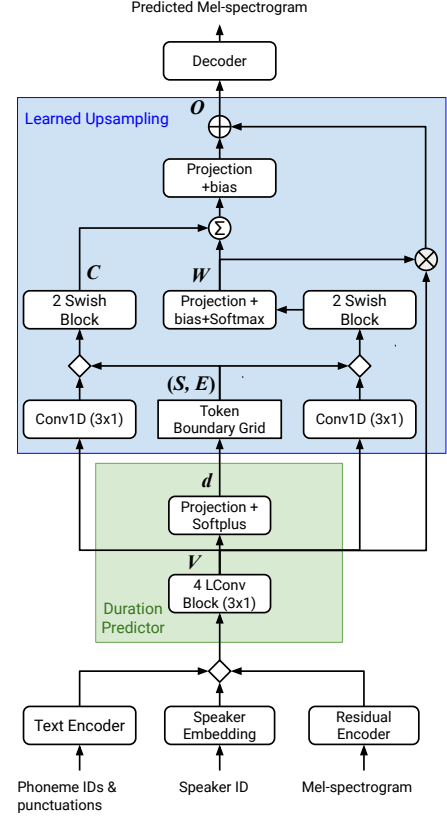 Predicted Mel-spectrogram
Decoder
O
Learned Upsampling
Projection
+bias
Σ
C
W
2 Swish
Block
Projection +
bias+Softmax
2 Swish
Block
(S, E)
Conv1D (3x1)
Token
Boundary Grid
Conv1D (3x1)
d
Projection +
Softplus
V
4 LConv
Block (3x1)
Duration
Predictor
Text Encoder
Speaker
Embedding
Residual
Encoder
Phoneme IDs &
punctuations
Speaker ID
Mel-spectrogram